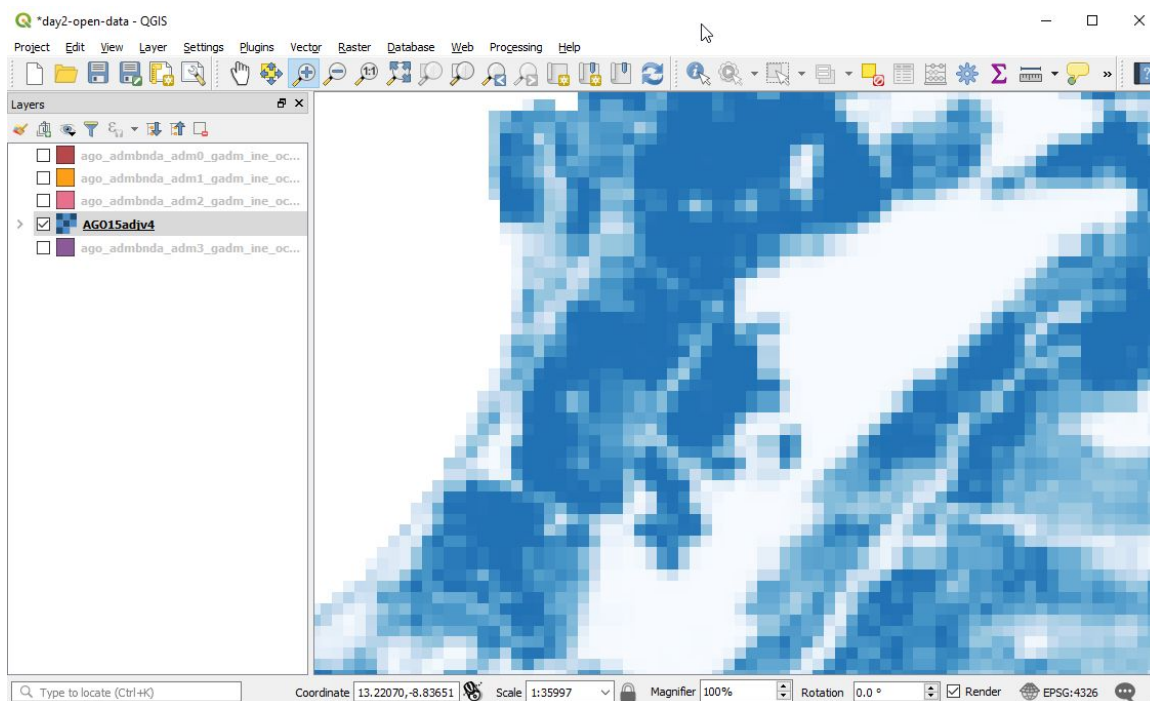 *day2-open-data - QGIS
Project Edit View Layer Settings Plugins Vector Raster Database Web Processing Help
1:1
»
Layers
ago_admbnda_adm0_gadm_ine_oc...
ago_admbnda_adm1_gadm_ine_oc...
ago_admbnda_adm2_gadm_ine_oc...
AGO15adjv4
ago_admbnda_adm3_gadm_ine_oc...
Type to locate (Ctrl+K) Coordinate 13.22070,-8.83651 Scale 1:35997 Magnifier 100% Rotation 0.0 ° Render EPSG:4326